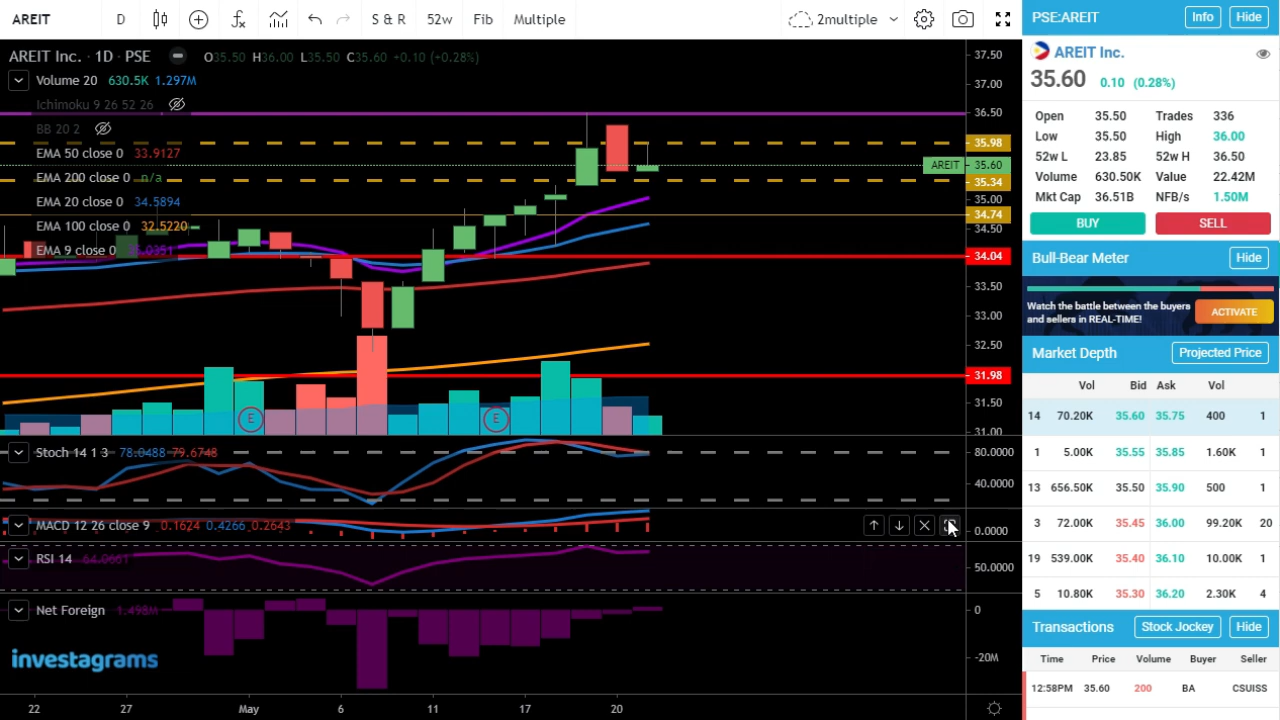 AREIT D S & R 52w Fib Multiple 2multiple
AREIT Inc. · 1D · PSE O35.50 H36.00 L35.50 C35.60 +0.10 (+0.28%)
Volume 20 630.5K 1.297M
Ichimoku 9 26 52 26
BB 20 2
EMA 50 close 0 33.9127
EMA 200 close 0 n/a
EMA 20 close 0 34.5894
EMA 100 close 0 32.5220
EMA 9 close 0 35.0351
37.50
37.00
36.50
35.98
AREIT 35.60
35.34
35.00
34.74
34.50
34.04
33.50
33.00
32.50
31.98
31.50
31.00
E E
Stoch 14 1 3 78.0488 79.6748
80.0000
40.0000
MACD 12 26 close 9 0.1624 0.4266 0.2643
0.0000
RSI 14 64.0661
50.0000
Net Foreign 1.498M
0
-20M
investagrams
22 27 May 6 11 17 20
PSE:AREIT Info Hide
AREIT Inc.
35.60 0.10 (0.28%)
Open 35.50 Trades 336
Low 35.50 High 36.00
52w L 23.85 52w H 36.50
Volume 630.50K Value 22.42M
Mkt Cap 36.51B NFB/s 1.50M
BUY SELL
Bull-Bear Meter Hide
Watch the battle between the buyers
and sellers in REAL-TIME!
ACTIVATE
Market Depth Projected Price
Vol Bid Ask Vol
14 70.20K 35.60 35.75 400 1
1 5.00K 35.55 35.85 1.60K 1
13 656.50K 35.50 35.90 500 1
3 72.00K 35.45 36.00 99.20K 20
19 539.00K 35.40 36.10 10.00K 1
5 10.80K 35.30 36.20 2.30K 4
Transactions Stock Jockey Hide
Time Price Volume Buyer Seller
12:58PM 35.60 200 BA CSUISS